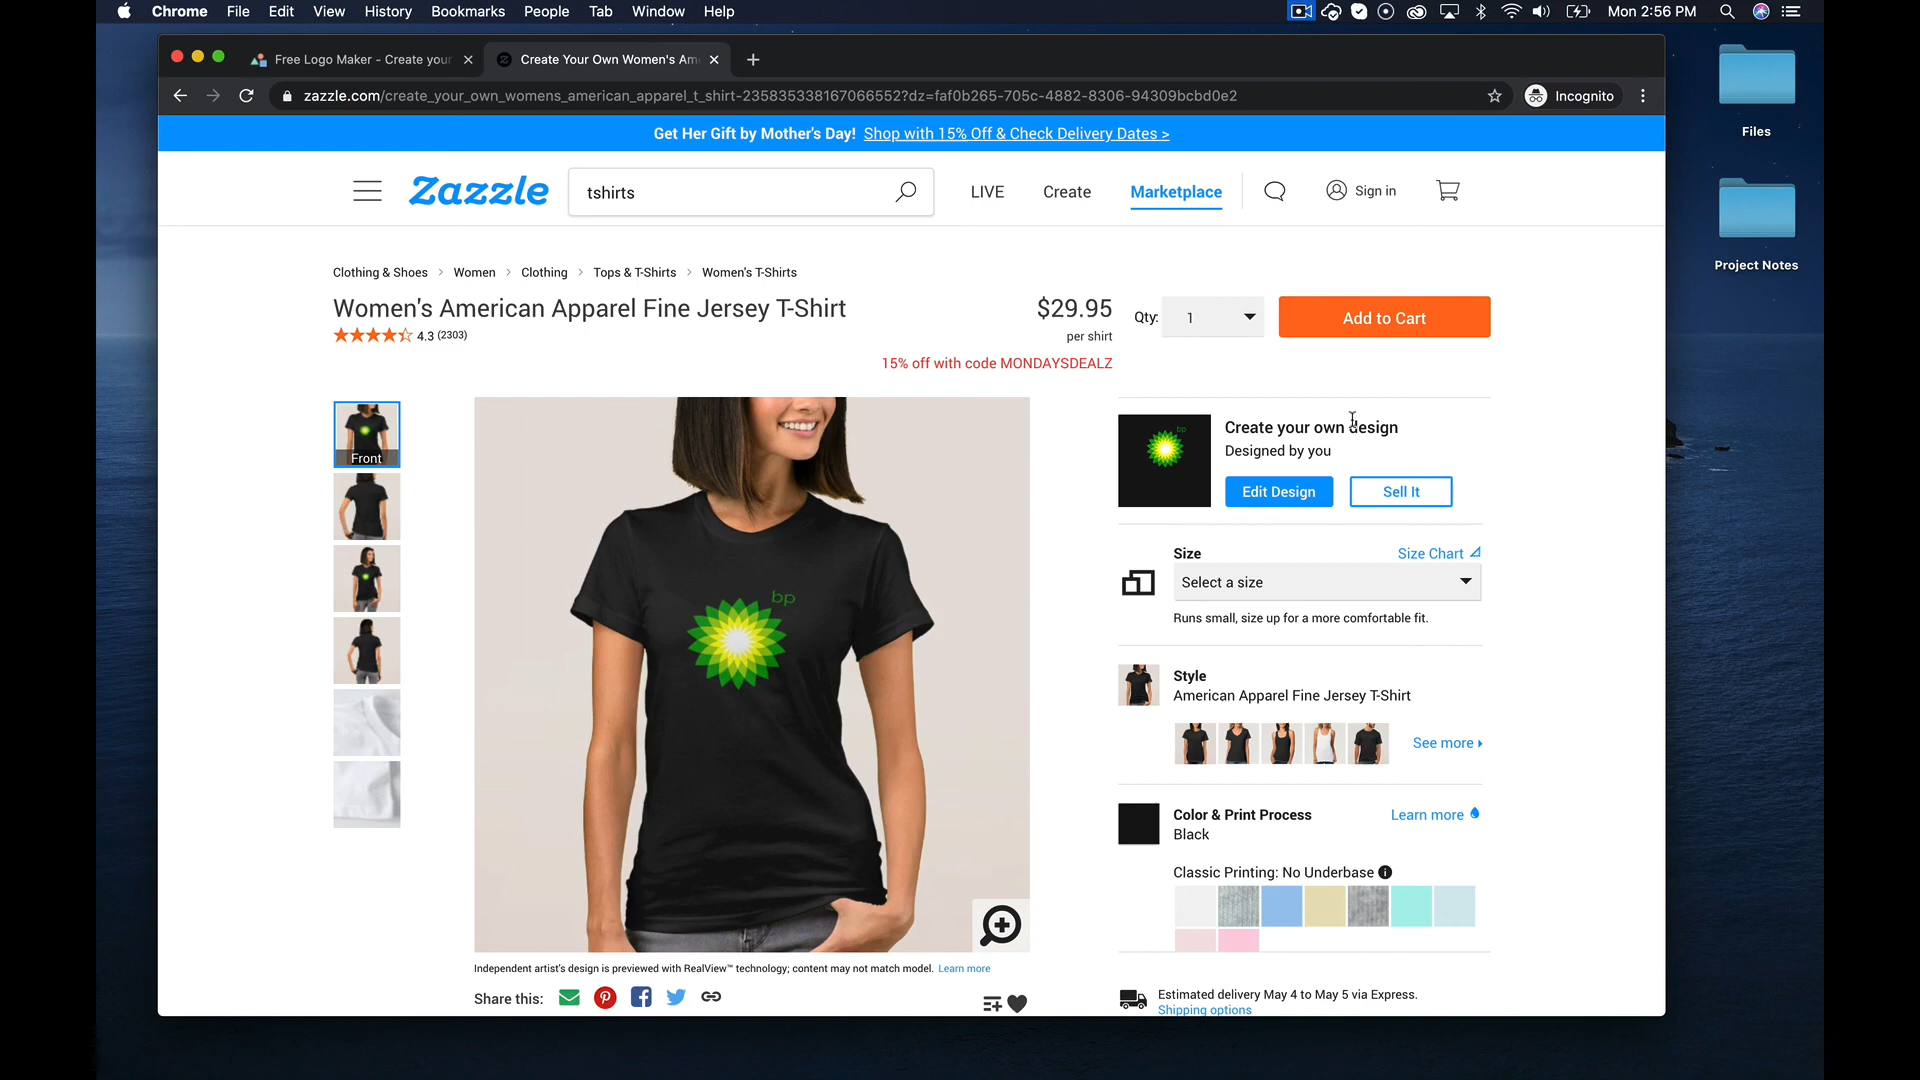 Chrome File Edit View History Bookmarks People Tab Window Help
Mon 2:56 PM
Free Logo Maker - Create your
Create Your Own Women's Am
zazzle.com/create_your_own_womens_american_apparel_t_shirt-235835338167066552?dz=faf0b265-705c-4882-8306-94309bcbd0e2
Incognito
Files
Project Notes
Get Her Gift by Mother's Day! Shop with 15% Off & Check Delivery Dates >
Zazzle
tshirts
LIVE Create Marketplace
Sign in
Clothing & Shoes > Women > Clothing > Tops & T-Shirts > Women's T-Shirts
Women's American Apparel Fine Jersey T-Shirt
4.3 (2303)
$29.95
per shirt
15% off with code MONDAYSDEALZ
Qty: 1
Add to Cart
Front
bp
bp
Create your own design
Designed by you
Edit Design
Sell It
Size
Size Chart
Select a size
Runs small, size up for a more comfortable fit.
Style
American Apparel Fine Jersey T-Shirt
See more
Color & Print Process
Learn more
Black
Classic Printing: No Underbase
Independent artist's design is previewed with RealView™ technology; content may not match model. Learn more
Share this:
Estimated delivery May 4 to May 5 via Express.
Shipping options